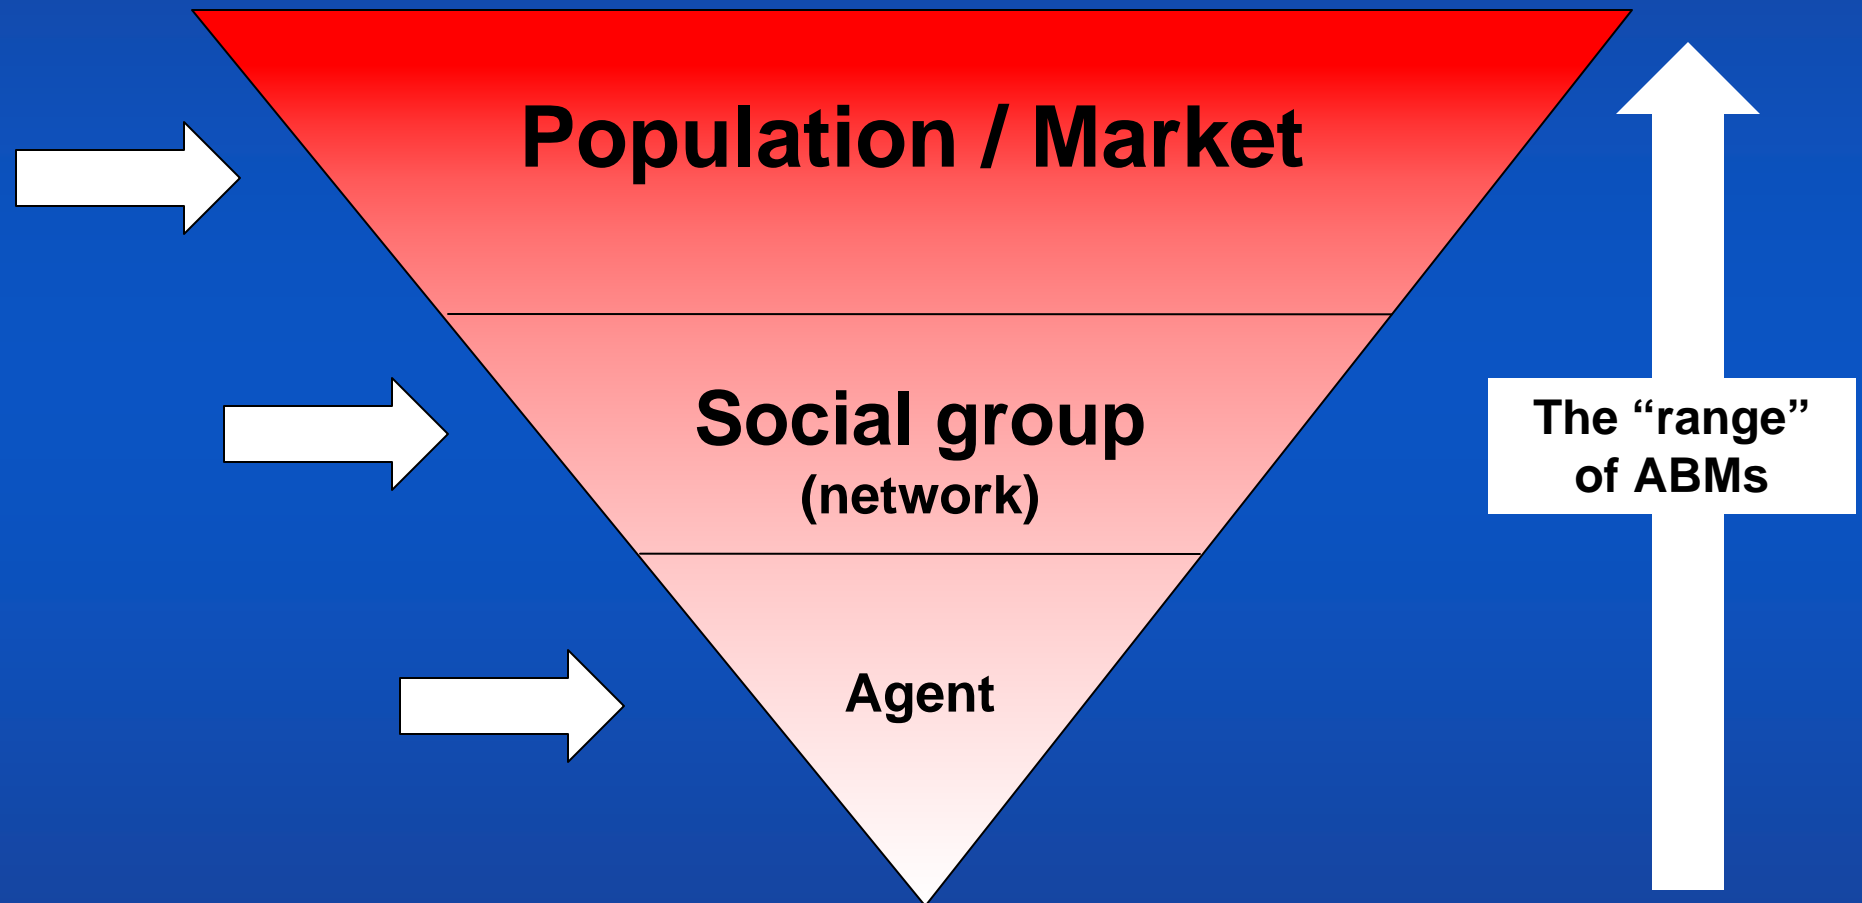 Population / Market
Social group
(network)
The “range”
of ABMs
Agent